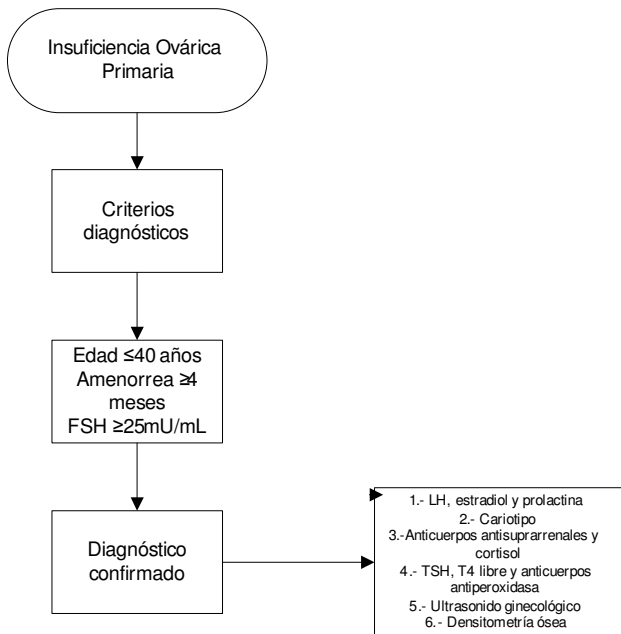 Insuficiencia Ovárica
Primaria
Criterios
diagnósticos
Edad ≤40 años
Amenorrea ≥4
meses
FSH ≥25mU/mL
Diagnóstico
confirmado
1.- LH, estradiol y prolactina
2.- Cariotipo
3.-Anticuerpos antisuprarrenales y
cortisol
4.- TSH, T4 libre y anticuerpos
antiperoxidasa
5.- Ultrasonido ginecológico
6.- Densitometría ósea